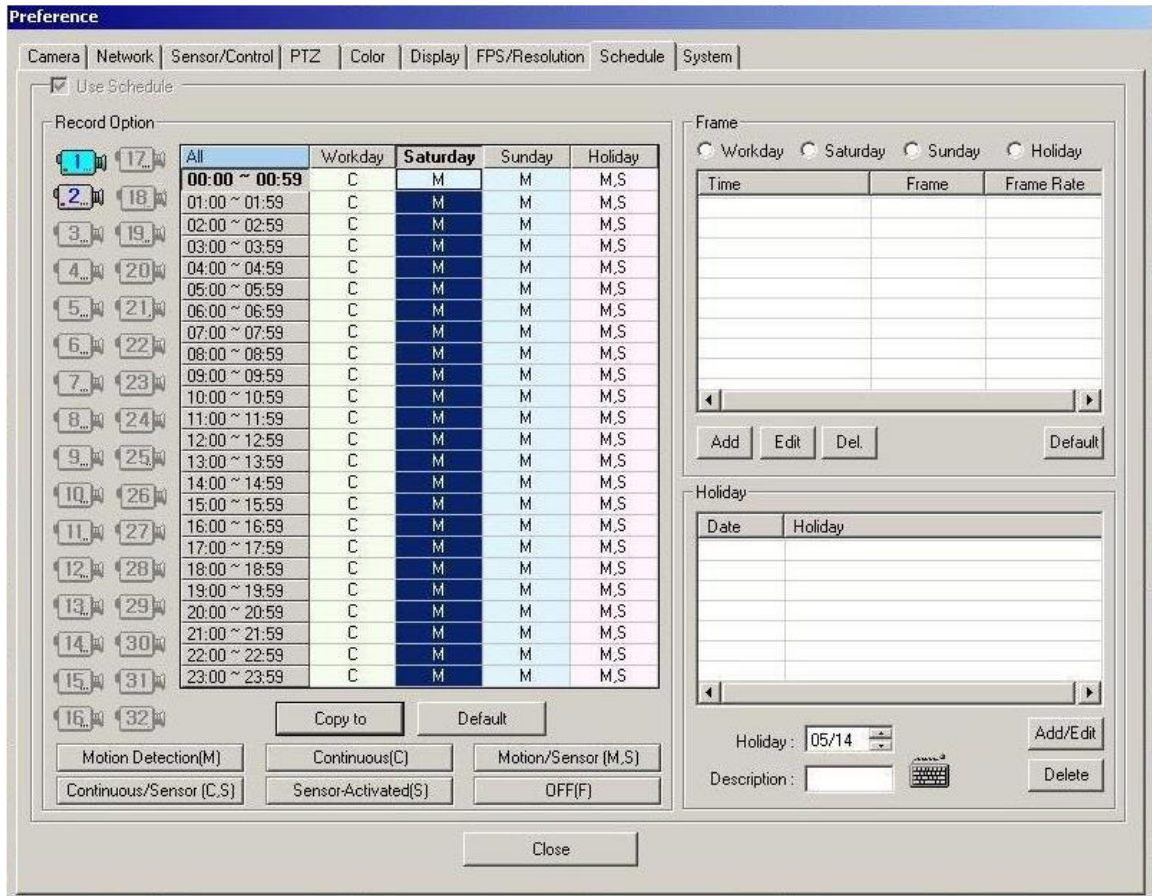 Preference
Camera Network Sensor/Control PTZ Color Display FPS/Resolution Schedule System
Use Schedule
Record Option
1... 17...
2... 18...
3... 19...
4... 20...
5... 21...
6... 22...
7... 23...
8... 24...
9... 25...
10... 26...
11... 27...
12... 28...
13... 29...
14... 30...
15... 31...
16... 32...
All Workday Saturday Sunday Holiday
00:00 ~ 00:59 C M M M,S
01:00 ~ 01:59 C M M M,S
02:00 ~ 02:59 C M M M,S
03:00 ~ 03:59 C M M M,S
04:00 ~ 04:59 C M M M,S
05:00 ~ 05:59 C M M M,S
06:00 ~ 06:59 C M M M,S
07:00 ~ 07:59 C M M M,S
08:00 ~ 08:59 C M M M,S
09:00 ~ 09:59 C M M M,S
10:00 ~ 10:59 C M M M,S
11:00 ~ 11:59 C M M M,S
12:00 ~ 12:59 C M M M,S
13:00 ~ 13:59 C M M M,S
14:00 ~ 14:59 C M M M,S
15:00 ~ 15:59 C M M M,S
16:00 ~ 16:59 C M M M,S
17:00 ~ 17:59 C M M M,S
18:00 ~ 18:59 C M M M,S
19:00 ~ 19:59 C M M M,S
20:00 ~ 20:59 C M M M,S
21:00 ~ 21:59 C M M M,S
22:00 ~ 22:59 C M M M,S
23:00 ~ 23:59 C M M M,S
Copy to Default
Motion Detection(M) Continuous(C) Motion/Sensor (M,S)
Continuous/Sensor (C,S) Sensor-Activated(S) OFF(F)
Frame
Workday Saturday Sunday Holiday
Time Frame Frame Rate
Add Edit Del. Default
Holiday
Date Holiday
Holiday : 05/14 Add/Edit
Description : Delete
Close